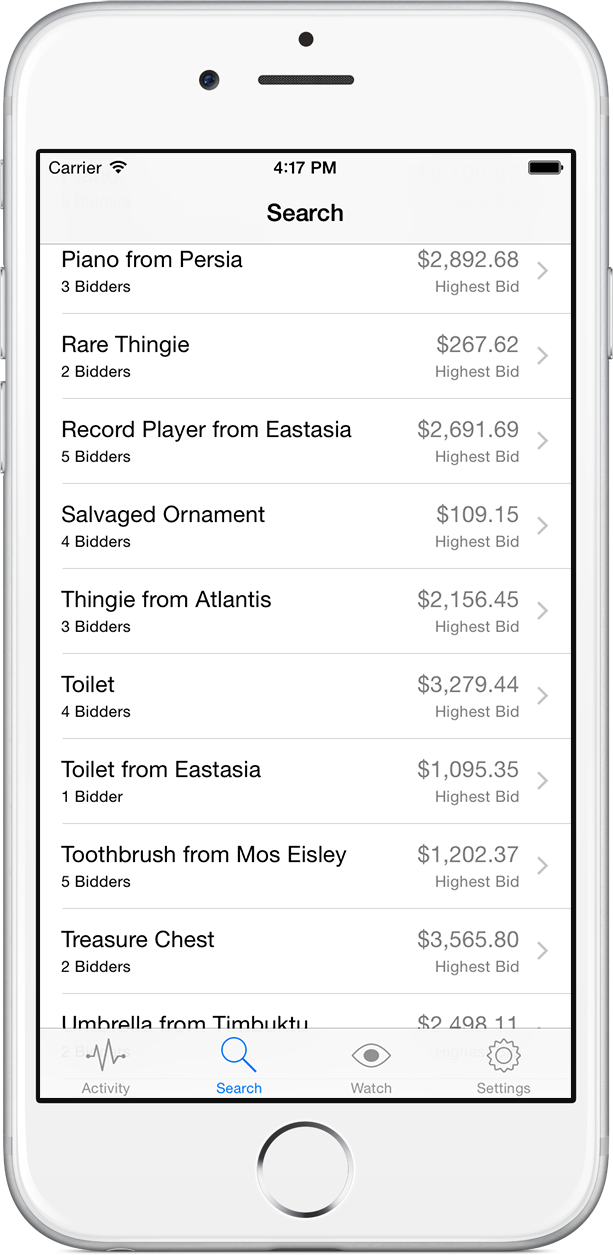 Carrier 4:17 PM
Search
Piano from Persia $2,892.68
3 Bidders Highest Bid
Rare Thingie $267.62
2 Bidders Highest Bid
Record Player from Eastasia $2,691.69
5 Bidders Highest Bid
Salvaged Ornament $109.15
4 Bidders Highest Bid
Thingie from Atlantis $2,156.45
3 Bidders Highest Bid
Toilet $3,279.44
4 Bidders Highest Bid
Toilet from Eastasia $1,095.35
1 Bidder Highest Bid
Toothbrush from Mos Eisley $1,202.37
5 Bidders Highest Bid
Treasure Chest $3,565.80
2 Bidders Highest Bid
Umbrella from Timbuktu $2,498.11
Activity Search Watch Settings